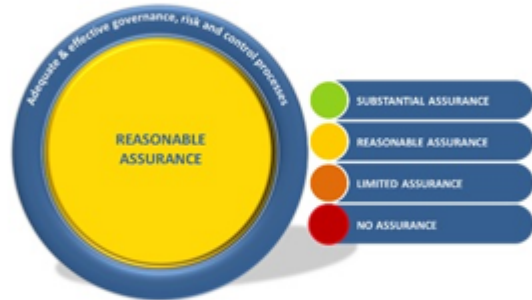 Adequate & effective governance, risk and control processes
REASONABLE
ASSURANCE
SUBSTANTIAL ASSURANCE
REASONABLE ASSURANCE
LIMITED ASSURANCE
NO ASSURANCE